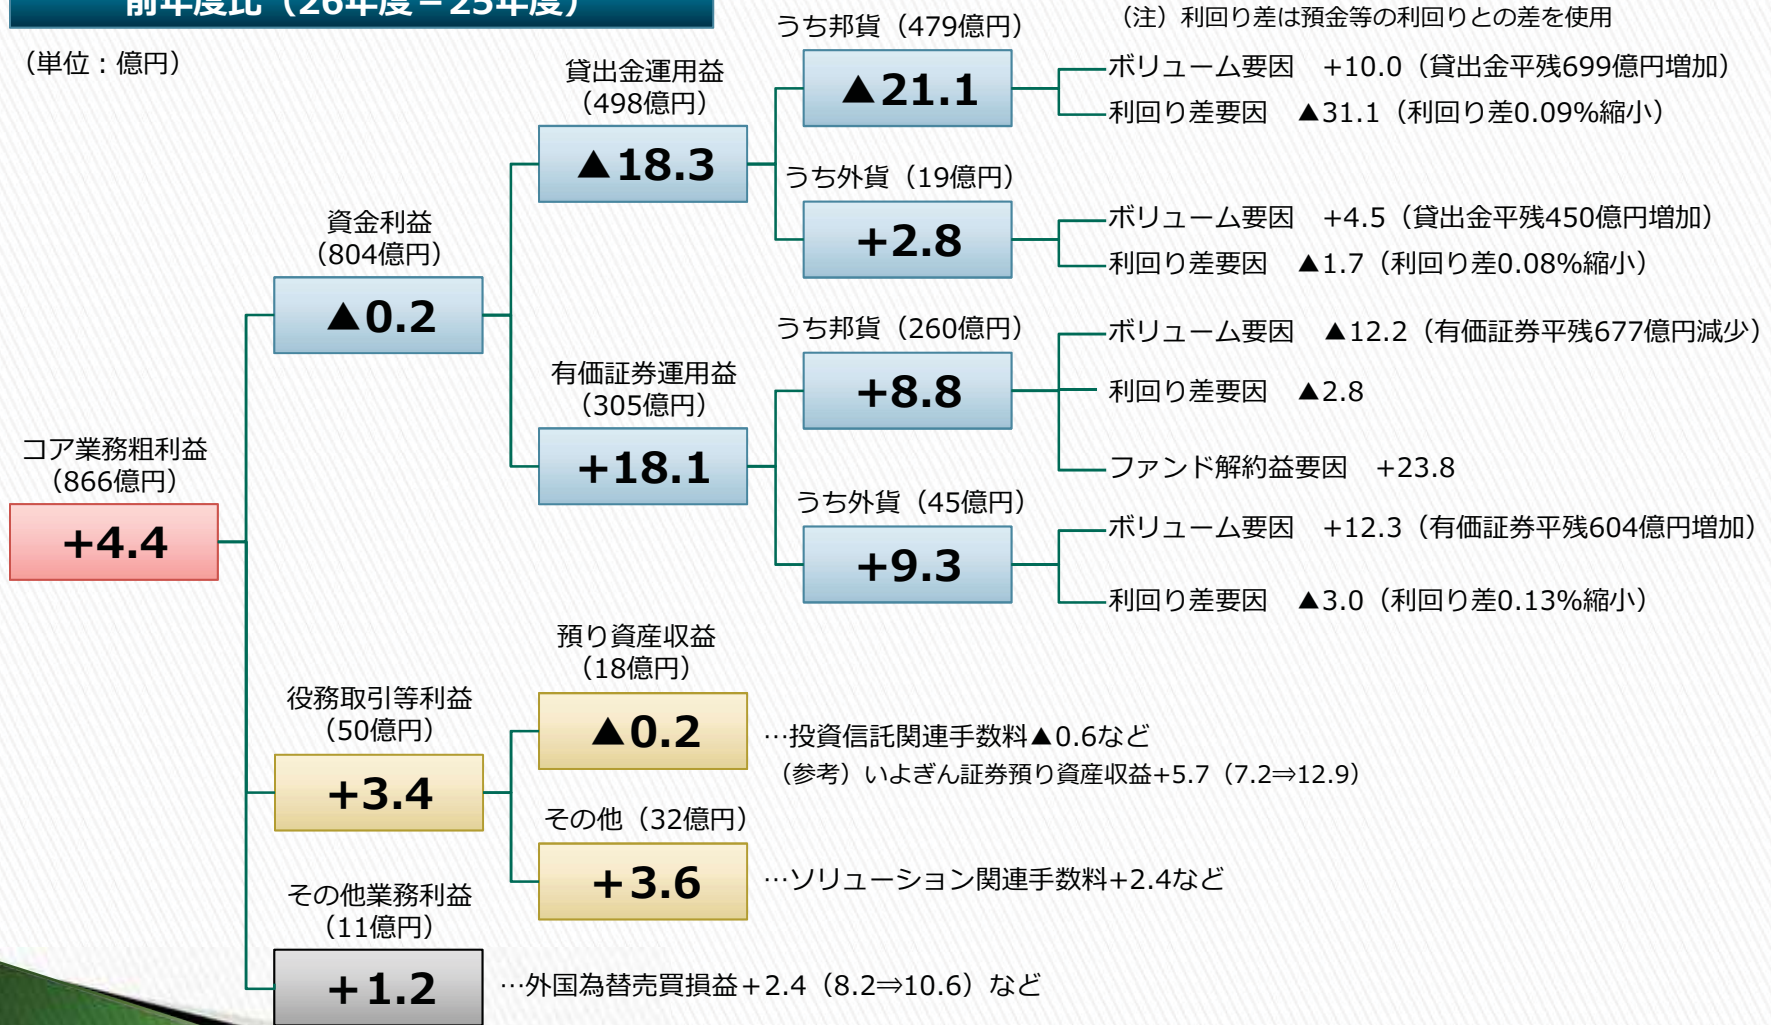 前年度比（26年度－25年度）
（単位：億円）
（注）利回り差は預金等の利回りとの差を使用
コア業務粗利益
（866億円）
+4.4
資金利益
（804億円）
▲0.2
貸出金運用益
（498億円）
▲18.3
うち邦貨（479億円）
▲21.1
ボリューム要因　+10.0（貸出金平残699億円増加）
利回り差要因　▲31.1（利回り差0.09%縮小）
うち外貨（19億円）
+2.8
ボリューム要因　+4.5（貸出金平残450億円増加）
利回り差要因　▲1.7（利回り差0.08%縮小）
有価証券運用益
（305億円）
+18.1
うち邦貨（260億円）
+8.8
ボリューム要因　▲12.2（有価証券平残677億円減少）
利回り差要因　▲2.8
ファンド解約益要因　+23.8
うち外貨（45億円）
+9.3
ボリューム要因　+12.3（有価証券平残604億円増加）
利回り差要因　▲3.0（利回り差0.13%縮小）
役務取引等利益
（50億円）
+3.4
預り資産収益
（18億円）
▲0.2
…投資信託関連手数料▲0.6など
（参考）いよぎん証券預り資産収益+5.7（7.2⇒12.9）
その他（32億円）
+3.6
…ソリューション関連手数料+2.4など
その他業務利益
（11億円）
+1.2
…外国為替売買損益＋2.4（8.2⇒10.6）など